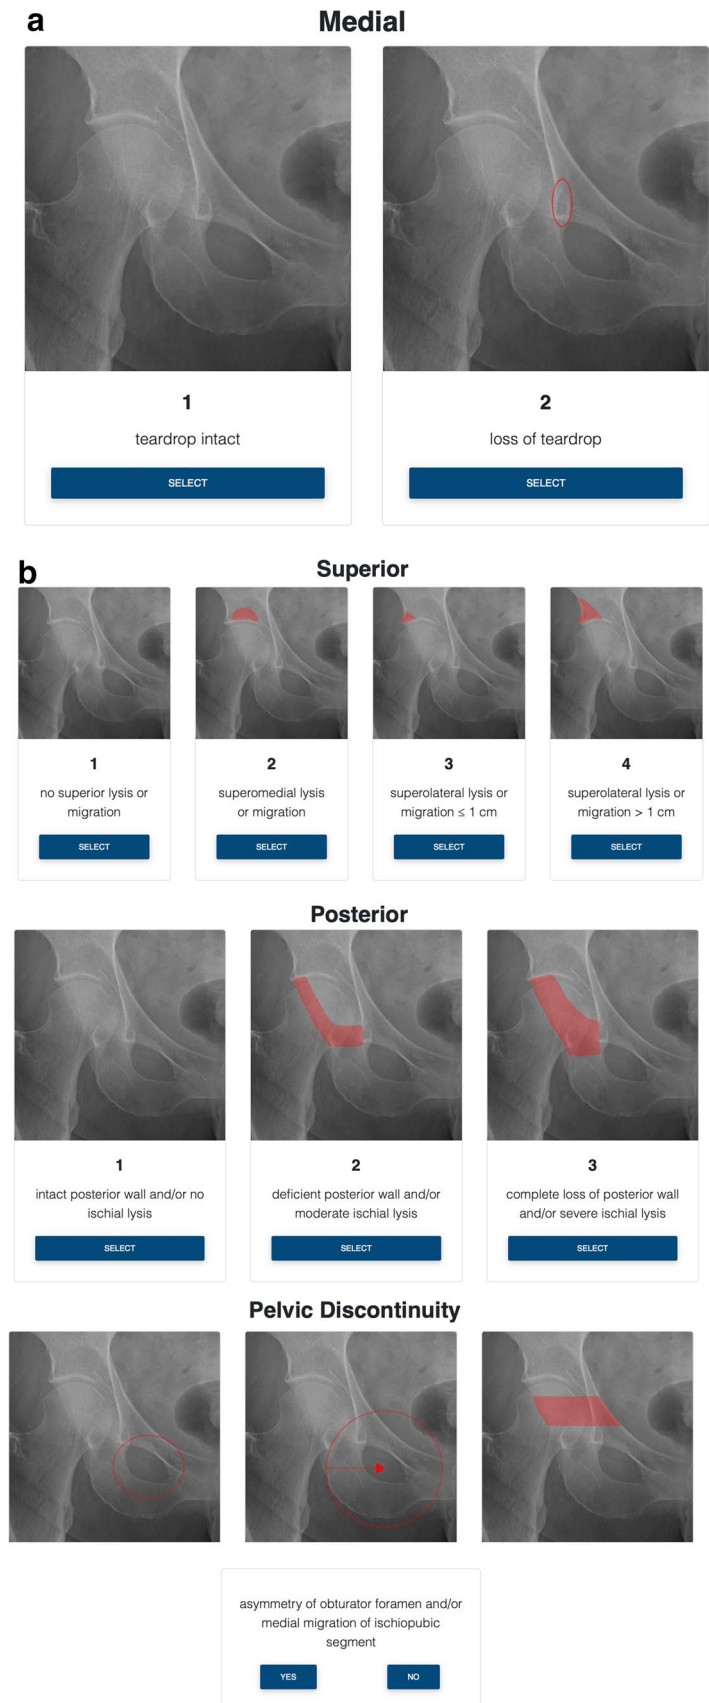 a
Medial
1
teardrop intact
SELECT
2
loss of teardrop
SELECT
b
Superior
1
no superior lysis or
migration
SELECT
2
superomedial lysis
or migration
SELECT
3
superolateral lysis or
migration ≤ 1 cm
SELECT
4
superolateral lysis or
migration > 1 cm
SELECT
Posterior
1
intact posterior wall and/or no
ischial lysis
SELECT
2
deficient posterior wall and/or
moderate ischial lysis
SELECT
3
complete loss of posterior wall
and/or severe ischial lysis
SELECT
Pelvic Discontinuity
asymmetry of obturator foramen and/or
medial migration of ischiopubic
segment
YES
NO